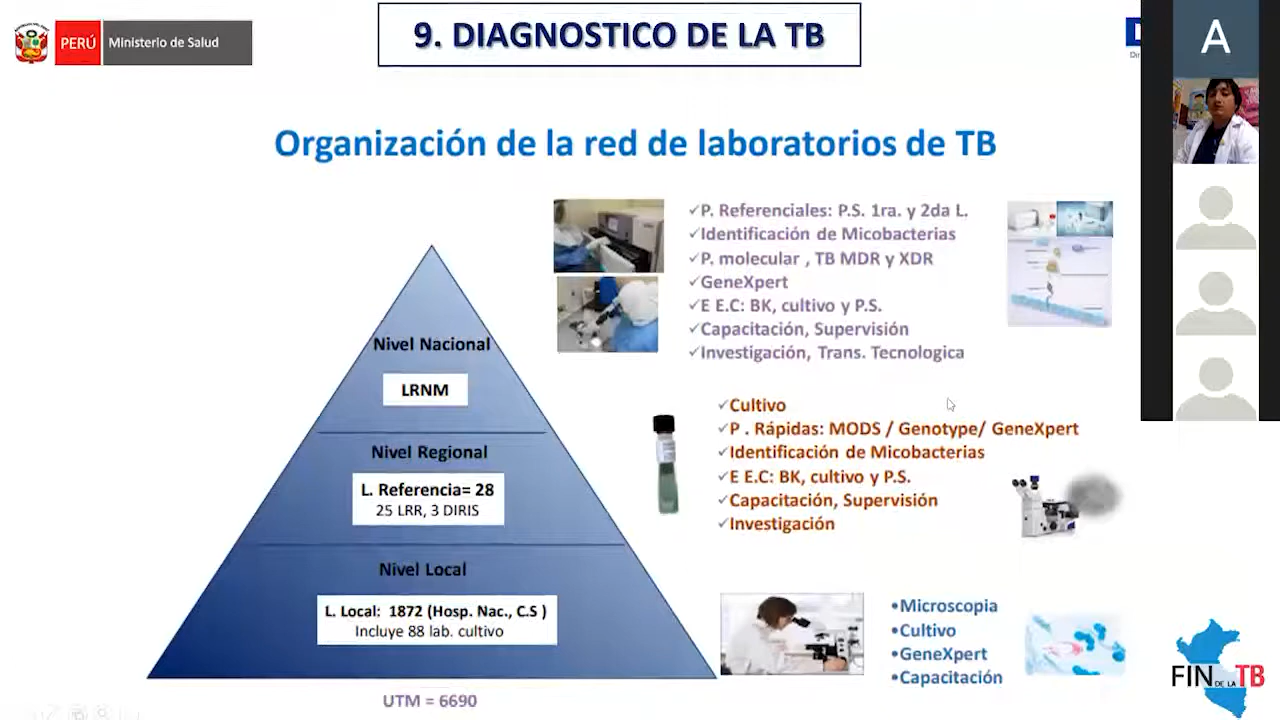 PERÚ
Ministerio de Salud
9. DIAGNOSTICO DE LA TB
A
Organización de la red de laboratorios de TB
✓P. Referenciales: P.S. 1ra. y 2da L.
✓Identificación de Micobacterias
✓P. molecular , TB MDR y XDR
✓GeneXpert
✓E E.C: BK, cultivo y P.S.
✓Capacitación, Supervisión
✓Investigación, Trans. Tecnologica
Nivel Nacional
LRNM
✓Cultivo
✓P . Rápidas: MODS / Genotype/ GeneXpert
✓Identificación de Micobacterias
✓E E.C: BK, cultivo y P.S.
✓Capacitación, Supervisión
✓Investigación
Nivel Regional
L. Referencia= 28
25 LRR, 3 DIRIS
Nivel Local
L. Local: 1872 (Hosp. Nac., C.S )
Incluye 88 lab. cultivo
•Microscopia
•Cultivo
•GeneXpert
•Capacitación
UTM = 6690
FIN DE LA TB